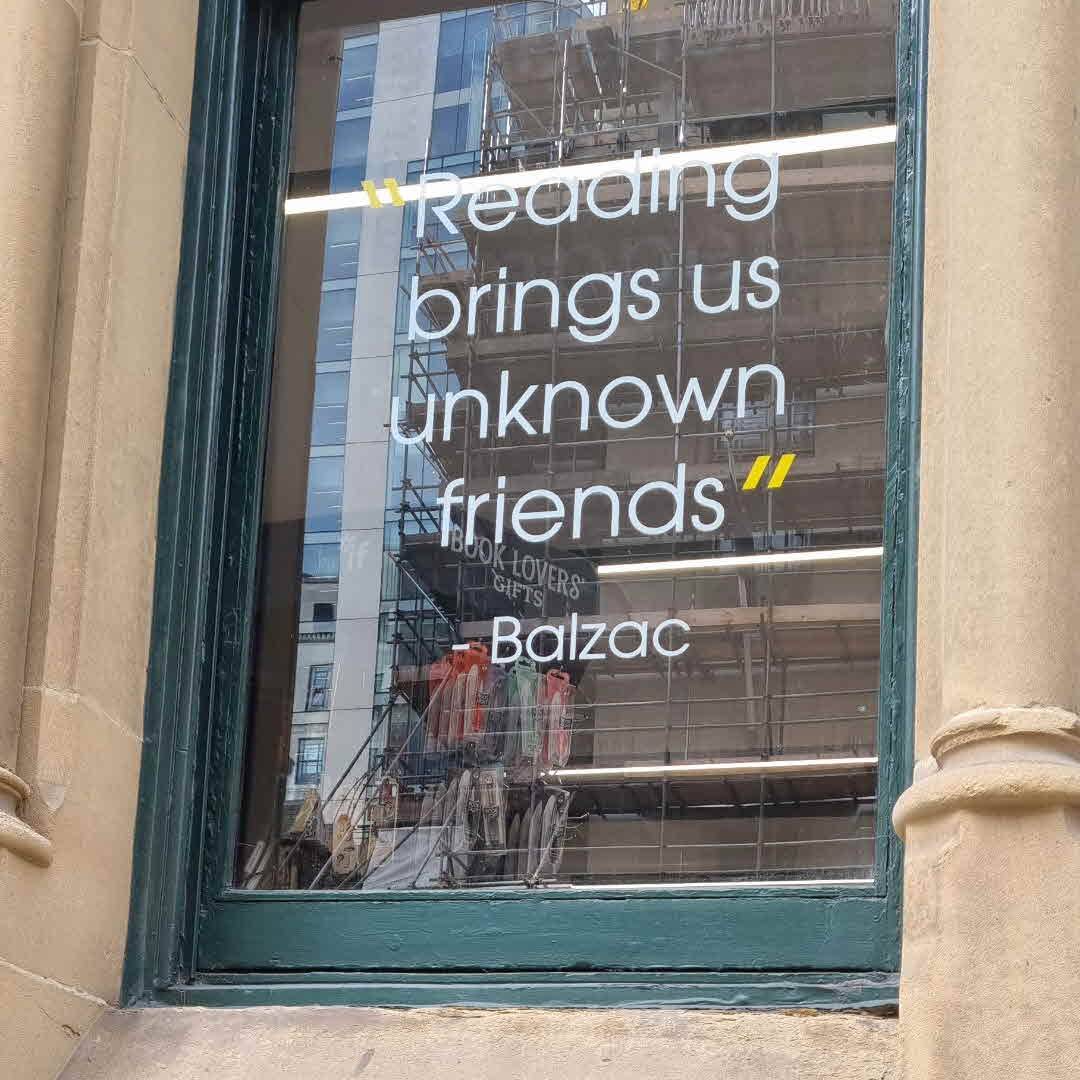 "Reading
brings us
unknown
friends"
BOOK LOVERS'
GIFTS
- Balzac